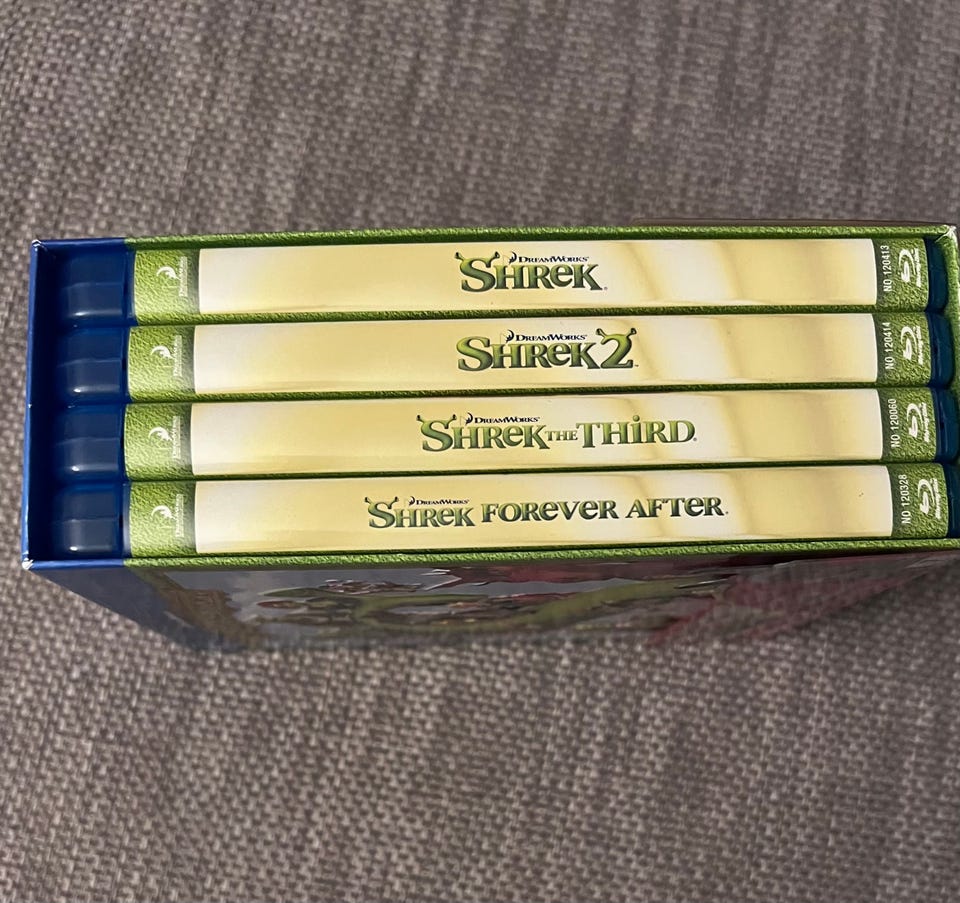 DREAMWORKS
SHREK
NO 120413
DREAMWORKS
SHREK 2
NO 120414
DREAMWORKS
SHREK THE THIRD
NO 120060
DREAMWORKS
SHREK FOREVER AFTER
NO 120328